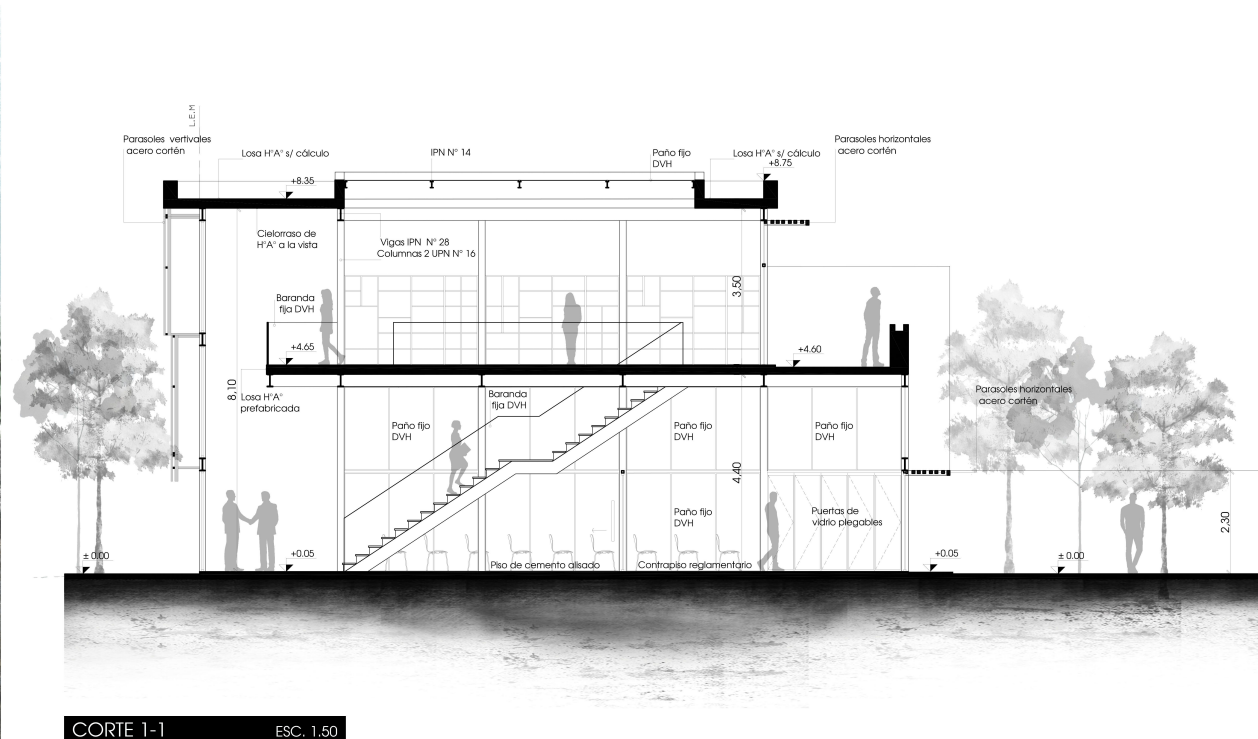 L.E.M
Parasoles vertivales
acero cortén
Losa H°A° s/ cálculo
IPN N° 14
Paño fijo
DVH
Losa H°A° s/ cálculo
+8.75
Parasoles horizontales
acero cortén
+8.35
Cielorraso de
H°A° a la vista
Vigas IPN N° 28
Columnas 2 UPN N° 16
3,50
Baranda
fija DVH
+4.65
+4.60
8,10
Losa H°A°
prefabricada
Baranda
fija DVH
Parasoles horizontales
acero cortén
Paño fijo
DVH
Paño fijo
DVH
Paño fijo
DVH
4,40
Paño fijo
DVH
Puertas de
vidrio plegables
2,30
± 0.00
+0.05
Piso de cemento alisado
Contrapiso reglamentario
+0.05
± 0.00
CORTE 1-1
ESC. 1.50